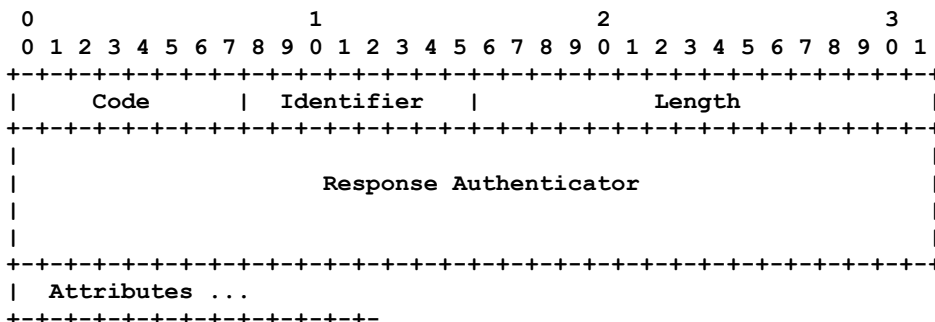 0                   1                   2                   3
 0 1 2 3 4 5 6 7 8 9 0 1 2 3 4 5 6 7 8 9 0 1 2 3 4 5 6 7 8 9 0 1
+-+-+-+-+-+-+-+-+-+-+-+-+-+-+-+-+-+-+-+-+-+-+-+-+-+-+-+-+-+-+-+-+
|     Code      |  Identifier   |            Length             |
+-+-+-+-+-+-+-+-+-+-+-+-+-+-+-+-+-+-+-+-+-+-+-+-+-+-+-+-+-+-+-+-+
|                                                               |
|                     Response Authenticator                    |
|                                                               |
|                                                               |
+-+-+-+-+-+-+-+-+-+-+-+-+-+-+-+-+-+-+-+-+-+-+-+-+-+-+-+-+-+-+-+-+
|  Attributes ...
+-+-+-+-+-+-+-+-+-+-+-+-+-